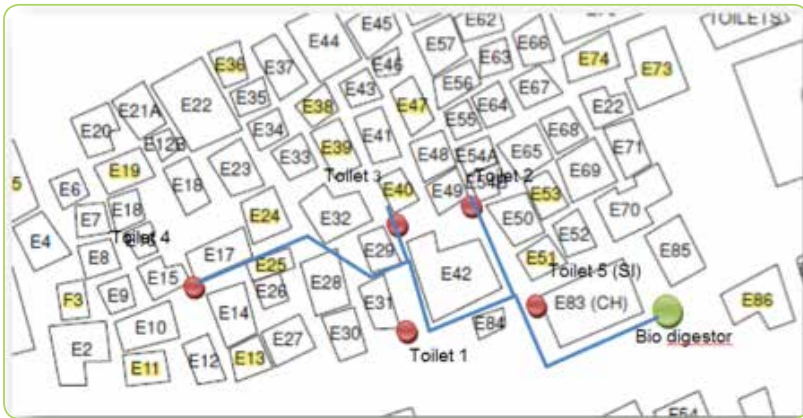 E62
TOILETS
E45
E44
E57
E66
E36
E37
E46
E63
E74
E73
E56
E67
E43
E35
E22
E21A
E38
E47
E64
E22
E55
E20
E34
E41
E68
E12B
E39
E65
E71
E48
E54A
E33
E23
E19
E69
Toilet 3
E54B
Toilet 2
E18
E40
E49
E53
5
E6
E18
E70
E7
E24
E32
E50
E52
E4
Toilet 4
E17
E29
E85
E8
E25
E51
E15
E42
Toilet 5 (SI)
E28
E26
F3
E9
E31
E83 (CH)
E86
E14
E10
E84
E30
E27
Bio digestor
E2
Toilet 1
E13
E12
E11
E54